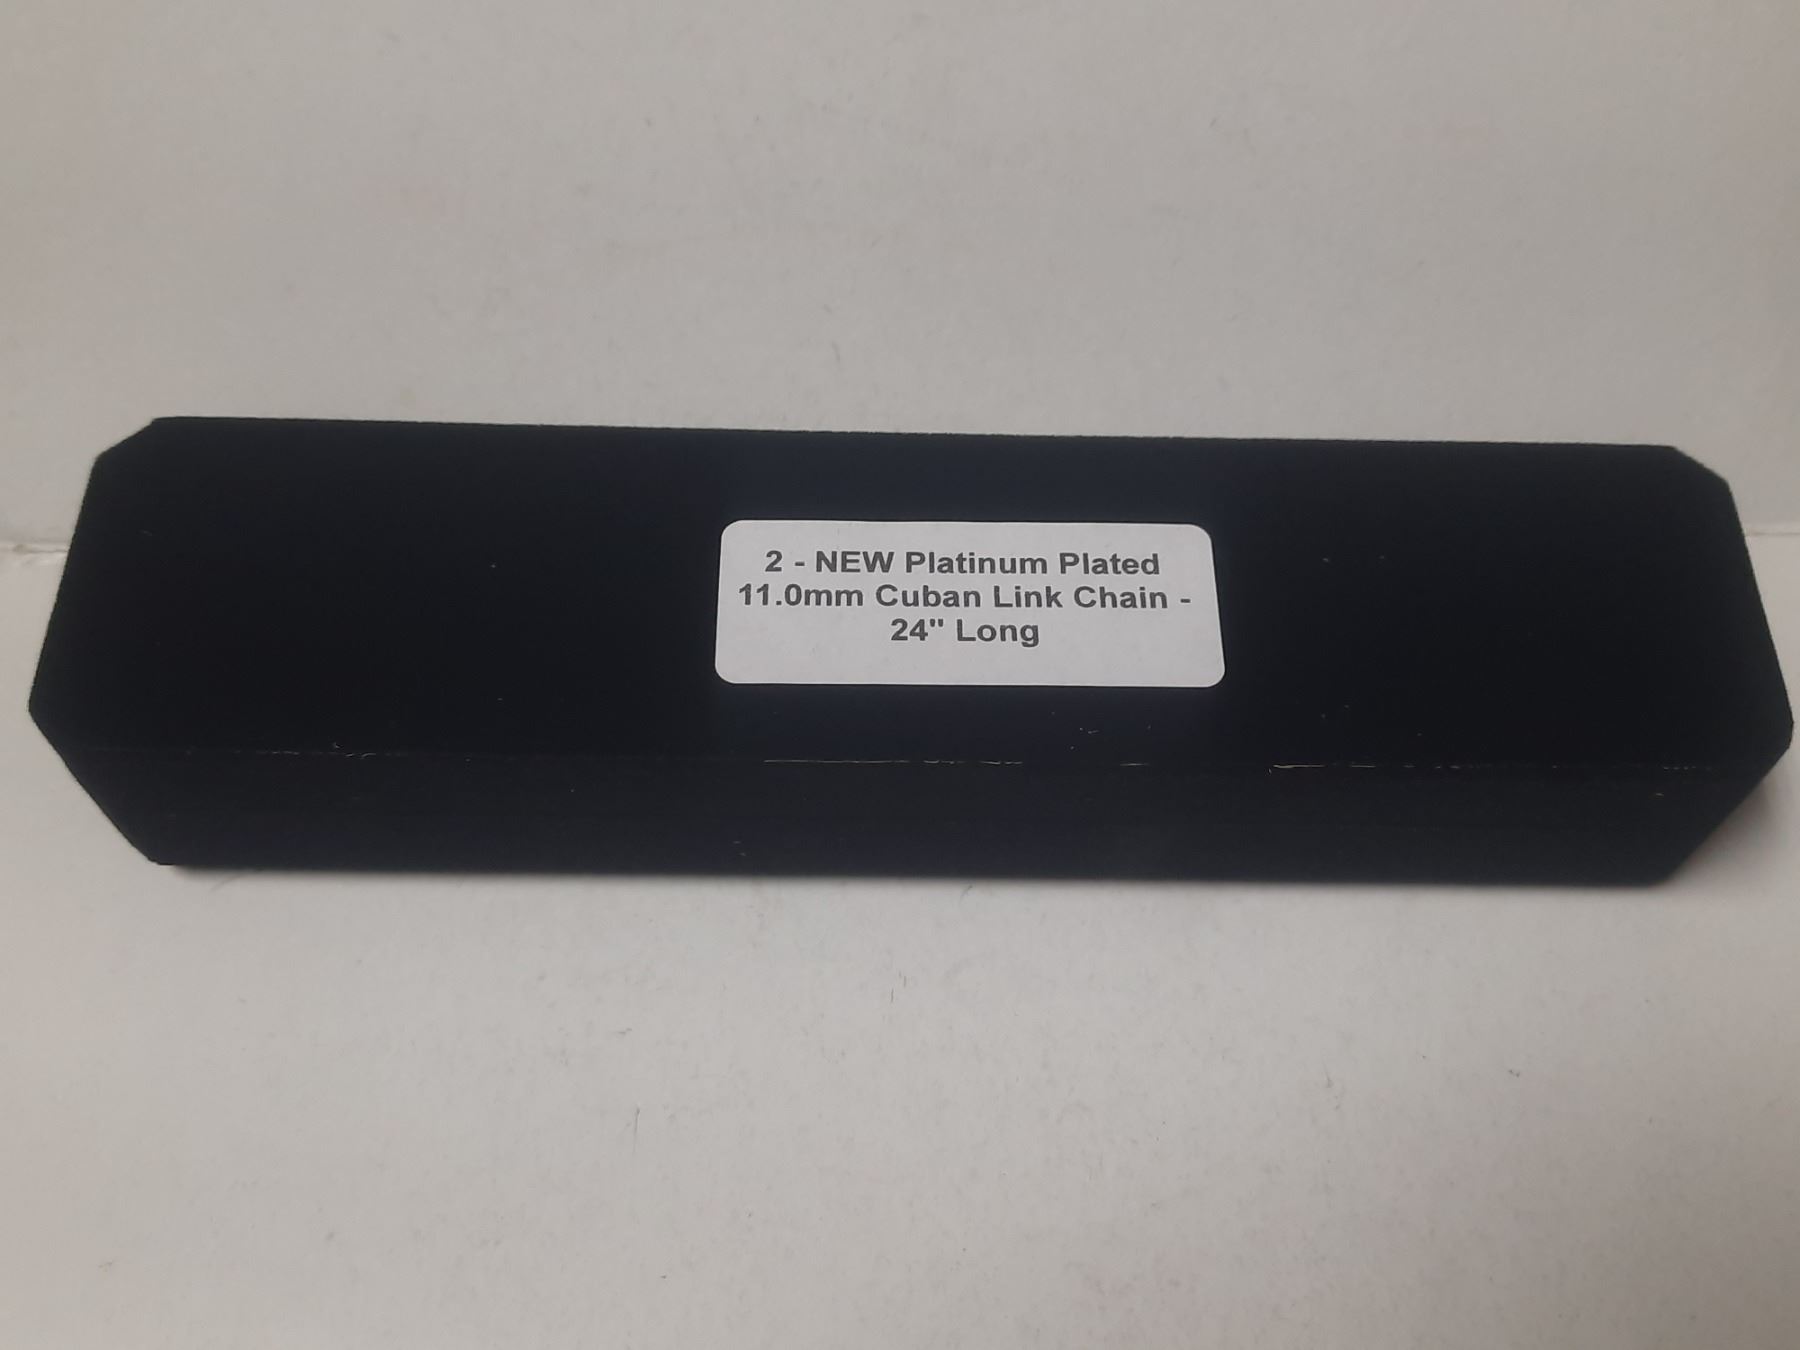 2 - NEW Platinum Plated
11.0mm Cuban Link Chain -
24" Long